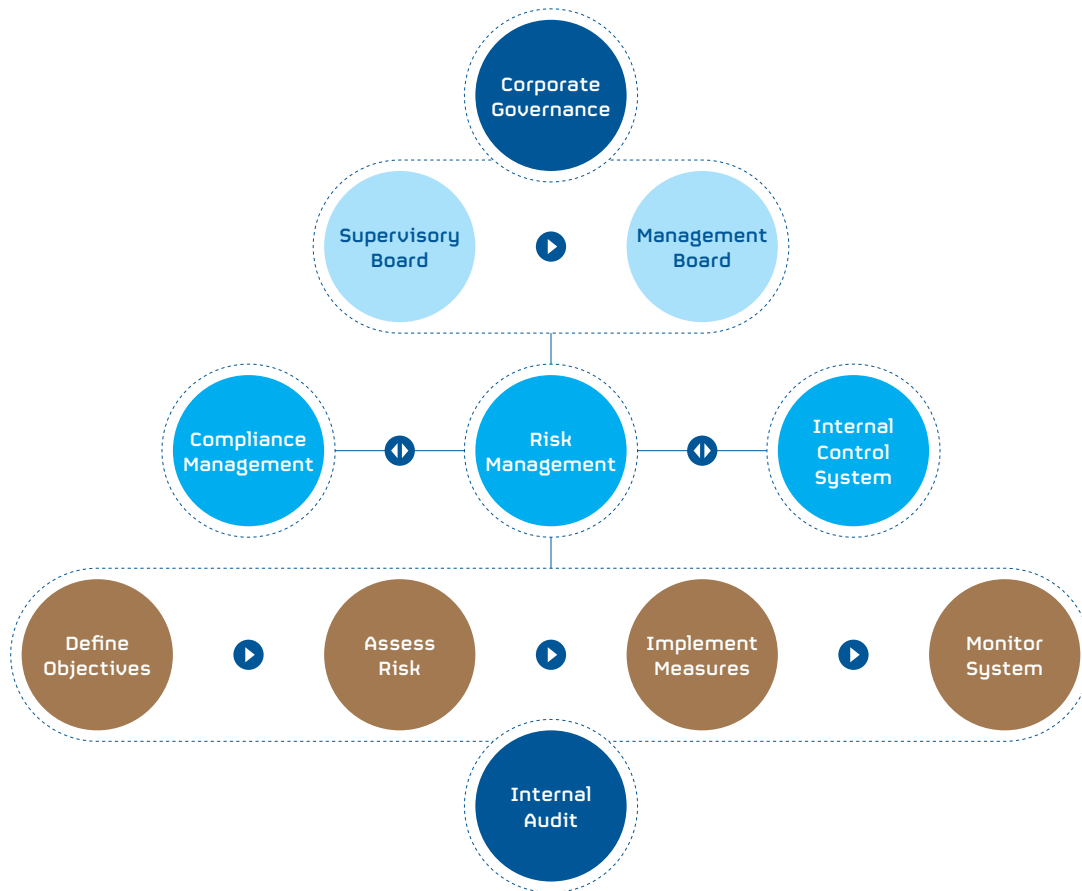 Corporate
Governance
Supervisory
Board
Management
Board
Compliance
Management
Risk
Management
Internal
Control
System
Define
Objectives
Assess
Risk
Implement
Measures
Monitor
System
Internal
Audit